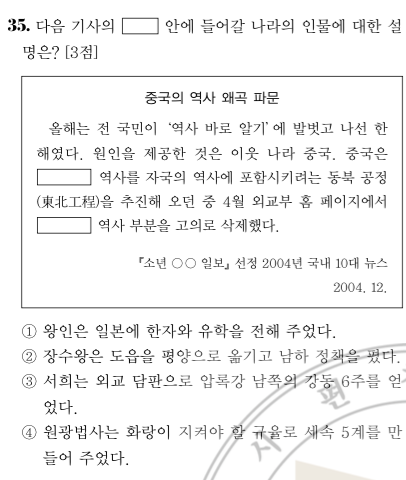 35. 다음 기사의 안에 들어갈 나라의 인물에 대한 설
명은? [3점]
중국의 역사 왜곡 파문
올해는 전 국민이 ‘역사 바로 알기’에 발벗고 나선 한
해였다. 원인을 제공한 것은 이웃 나라 중국. 중국은
역사를 자국의 역사에 포함시키려는 동북 공정
(東北工程)을 추진해 오던 중 4월 외교부 홈 페이지에서
역사 부분을 고의로 삭제했다.
『소년 ○○ 일보』 선정 2004년 국내 10대 뉴스
2004. 12.
① 왕인은 일본에 한자와 유학을 전해 주었다.
② 장수왕은 도읍을 평양으로 옮기고 남하 정책을 폈다.
③ 서희는 외교 담판으로 압록강 남쪽의 강동 6주를 얻
었다.
④ 원광법사는 화랑이 지켜야 할 규율로 세속 5계를 만
들어 주었다.